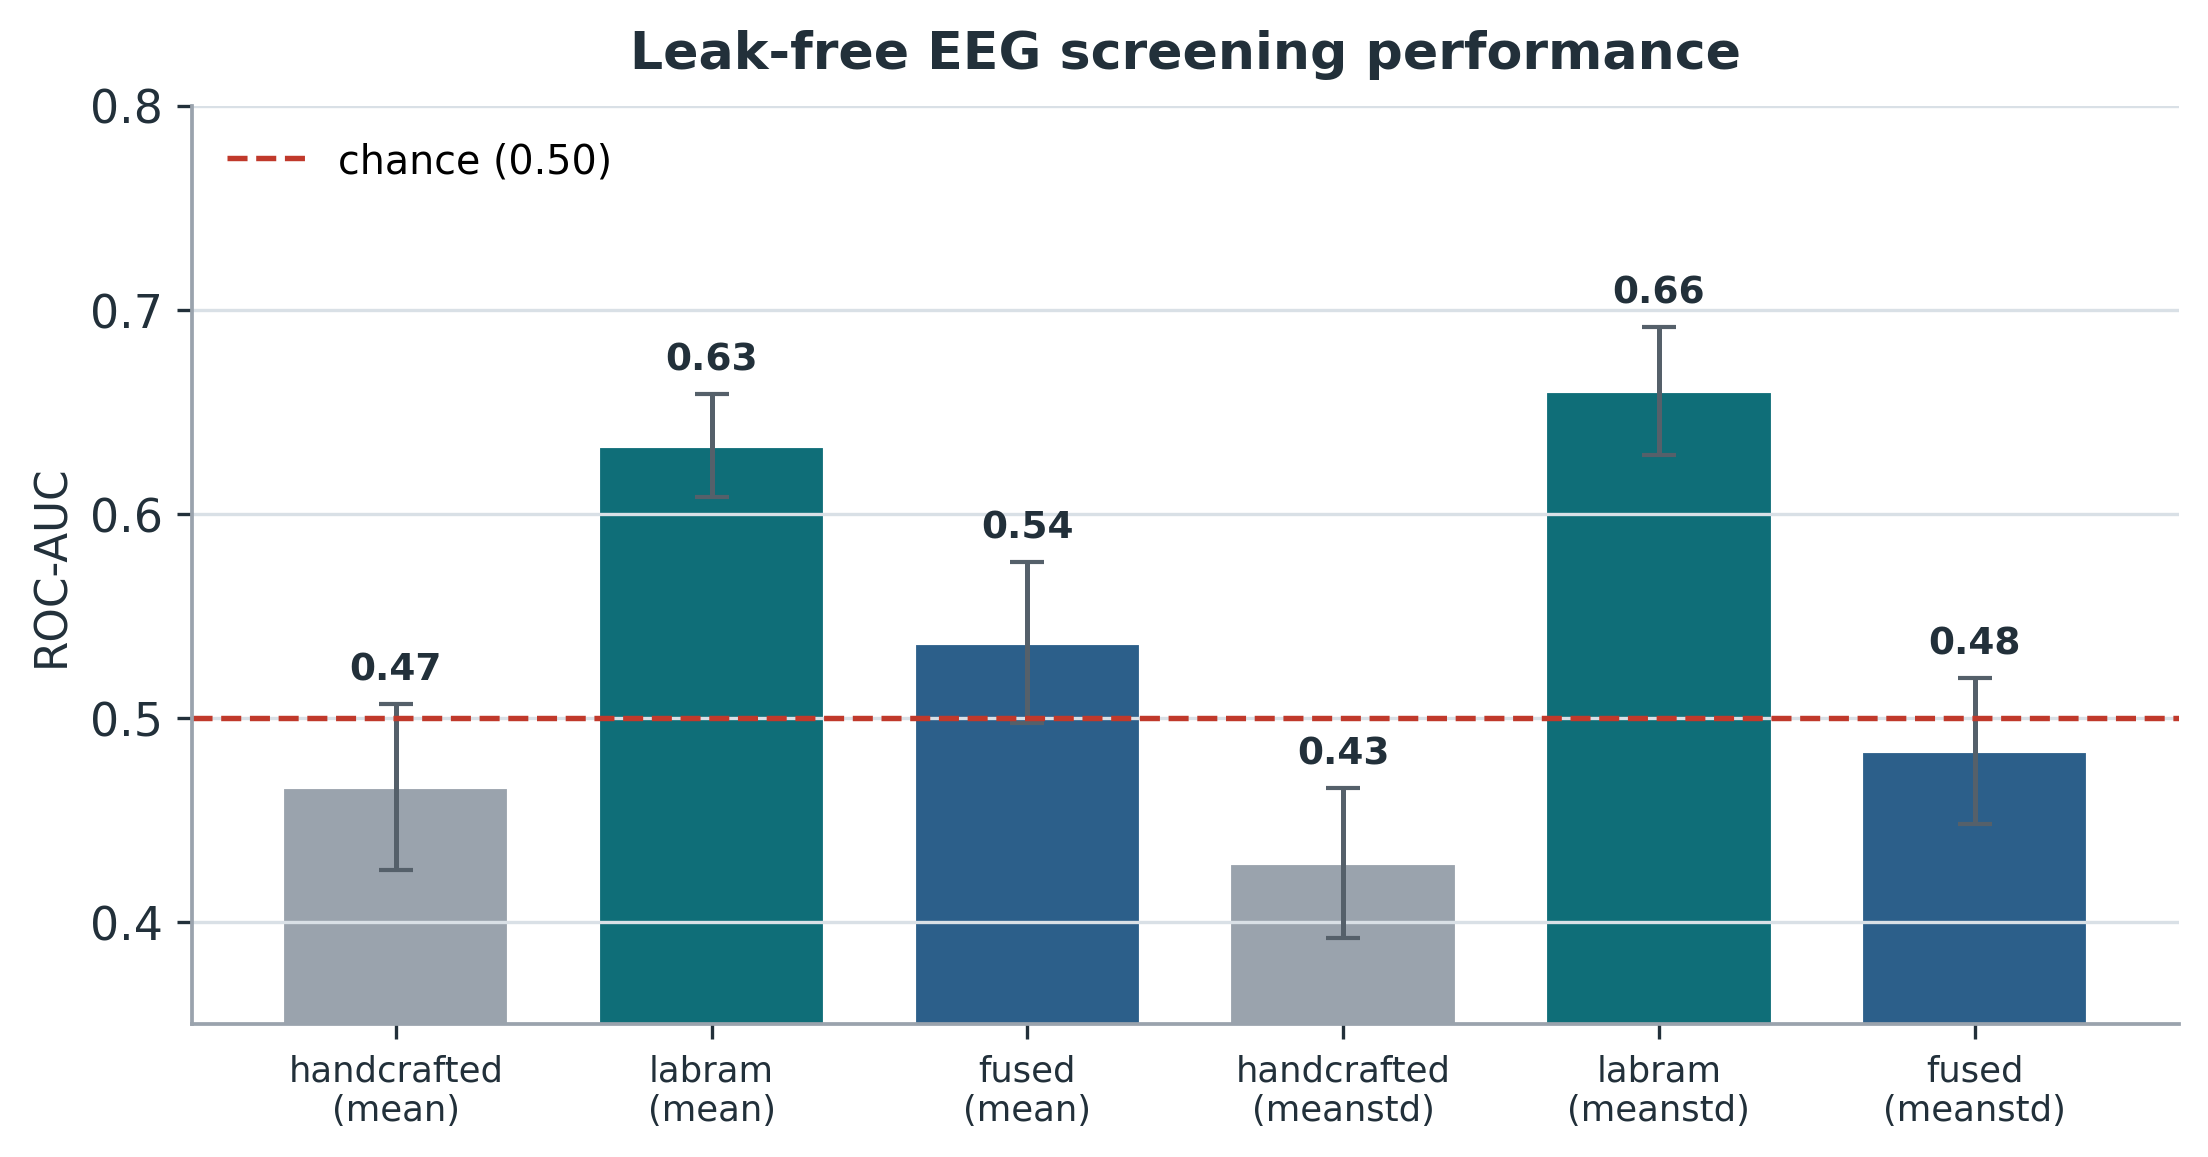 Leak-free EEG screening performance
ROC-AUC
0.8
0.7
0.6
0.5
0.4
chance (0.50)
0.47
0.63
0.54
0.43
0.66
0.48
handcrafted
(mean)
labram
(mean)
fused
(mean)
handcrafted
(meanstd)
labram
(meanstd)
fused
(meanstd)